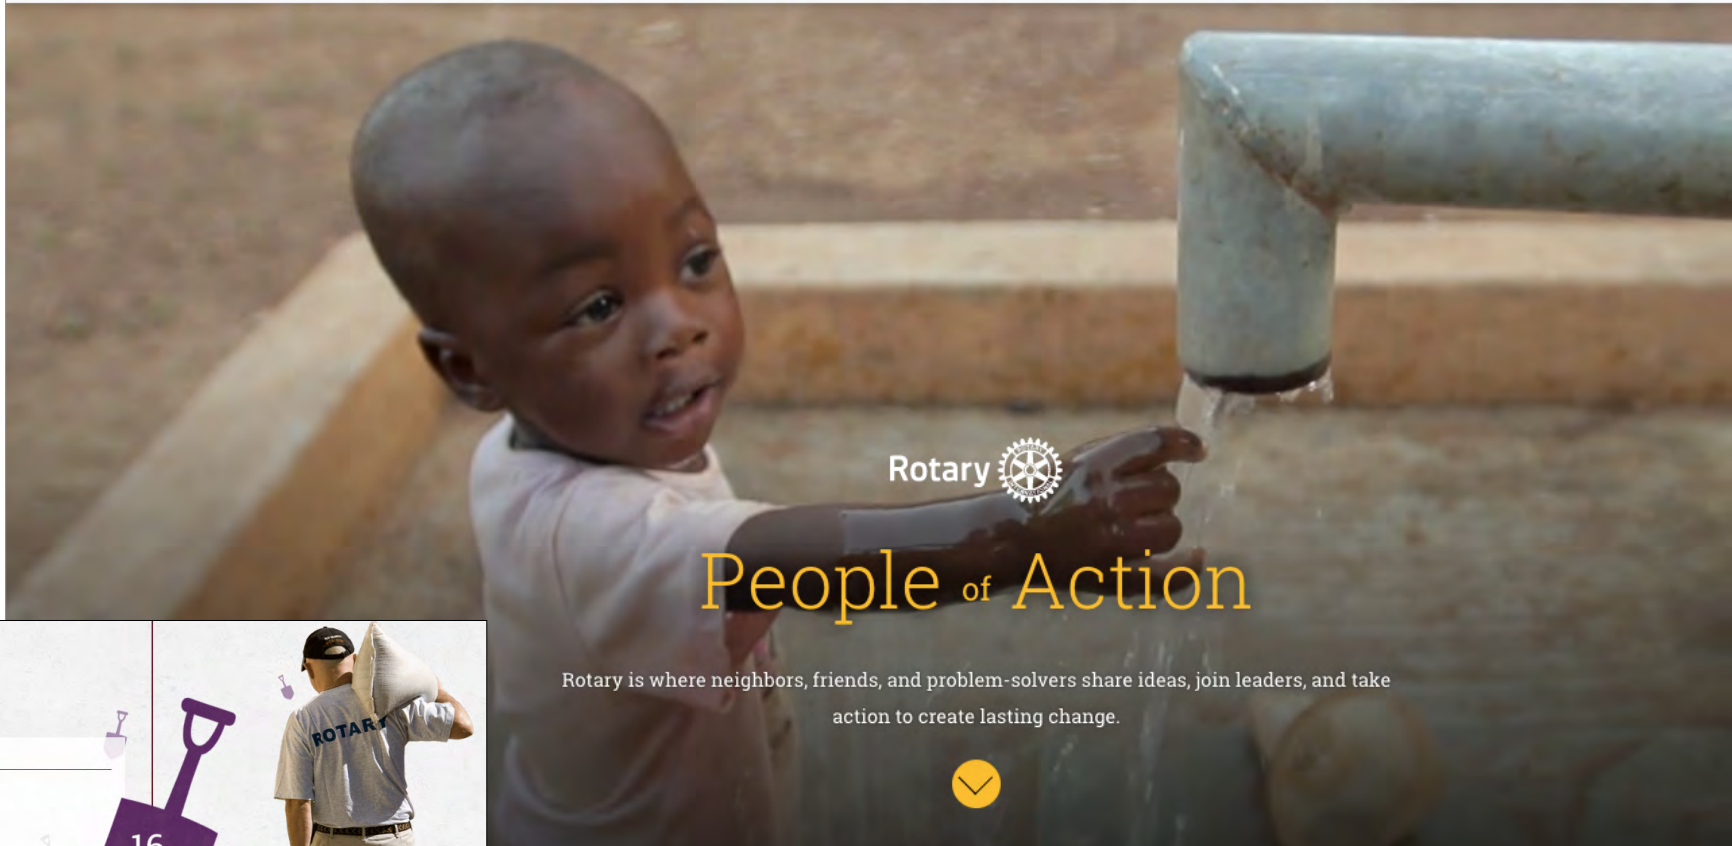 Rotary
People of Action
Rotary is where neighbors, friends, and problem-solvers share ideas, join leaders, and take
action to create lasting change.
ROTARY
16